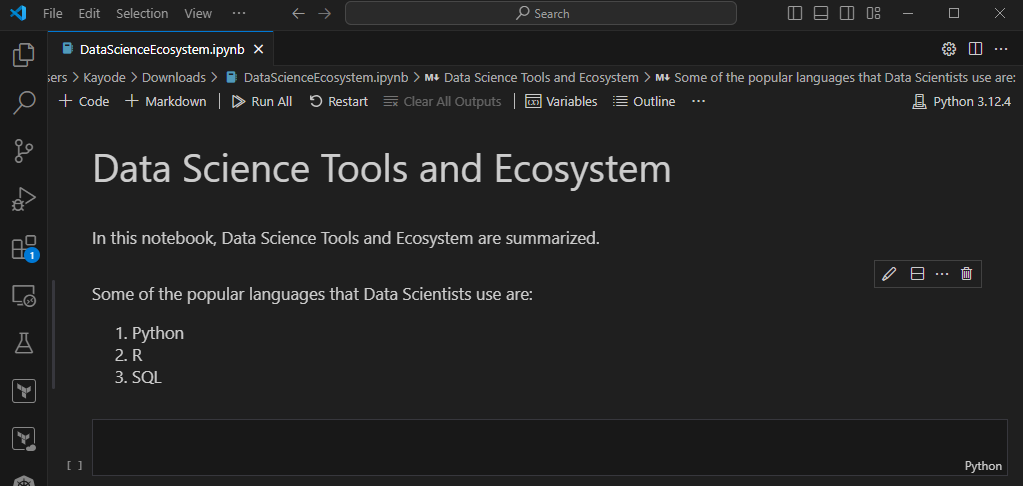 File Edit Selection View ··· Search
DataScienceEcosystem.ipynb
sers > Kayode > Downloads > DataScienceEcosystem.ipynb > M↓ Data Science Tools and Ecosystem > M↓ Some of the popular languages that Data Scientists use are:
+ Code + Markdown Run All Restart Clear All Outputs Variables Outline ··· Python 3.12.4
Data Science Tools and Ecosystem
In this notebook, Data Science Tools and Ecosystem are summarized.
1
Some of the popular languages that Data Scientists use are:
1. Python
2. R
3. SQL
[ ]
Python